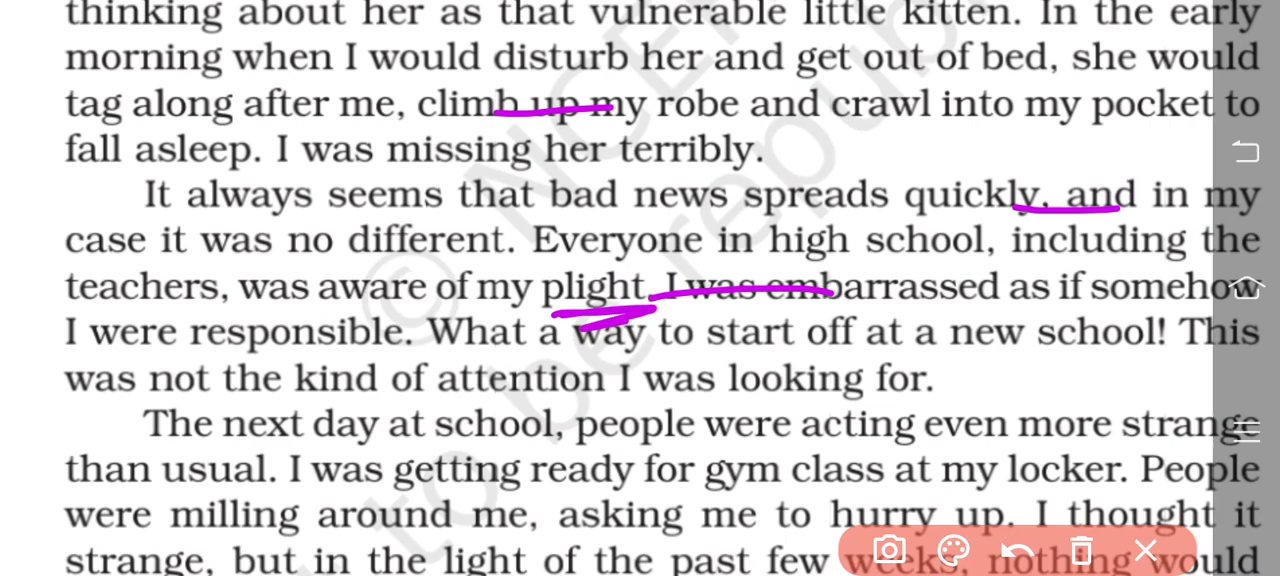 thinking about her as that vulnerable little kitten. In the early
morning when I would disturb her and get out of bed, she would
tag along after me, climb up my robe and crawl into my pocket to
fall asleep. I was missing her terribly.
It always seems that bad news spreads quickly, and in my
case it was no different. Everyone in high school, including the
teachers, was aware of my plight. I was embarrassed as if somehow
I were responsible. What a way to start off at a new school! This
was not the kind of attention I was looking for.
The next day at school, people were acting even more strange
than usual. I was getting ready for gym class at my locker. People
were milling around me, asking me to hurry up. I thought it
strange, but in the light of the past few weeks, nothing would
© NCE
to be repub